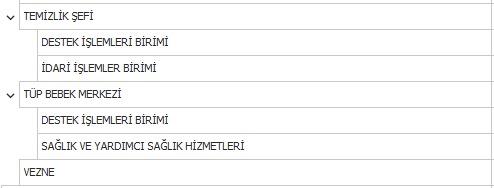 TEMİZLİK ŞEFİ
DESTEK İŞLEMLERİ BİRİMİ
İDARİ İŞLEMLER BİRİMİ
TÜP BEBEK MERKEZİ
DESTEK İŞLEMLERİ BİRİMİ
SAĞLIK VE YARDIMCI SAĞLIK HİZMETLERİ
VEZNE